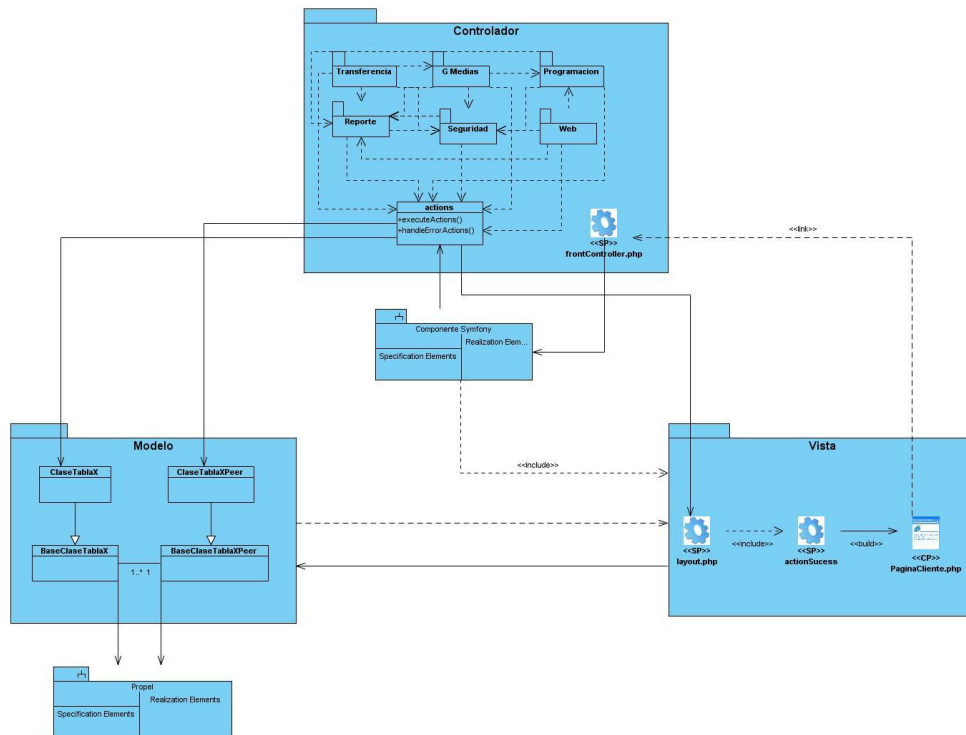 Controlador
Transferencia
G Medias
Programacion
Reporte
Seguridad
Web
actions
+executeActions()
+handleErrorActions()
<<SP>>
frontController.php
<<link>>
Componente Symfony
Realization Elem...
Specification Elements
Modelo
Vista
<<include>>
ClaseTablaX
ClaseTablaXPeer
BaseClaseTablaX
BaseClaseTablaXPeer
1..* 1
<<SP>>
layout.php
<<include>>
<<SP>>
actionSucess
<<build>>
<<CP>>
PaginaCliente.php
Propel
Realization Elements
Specification Elements